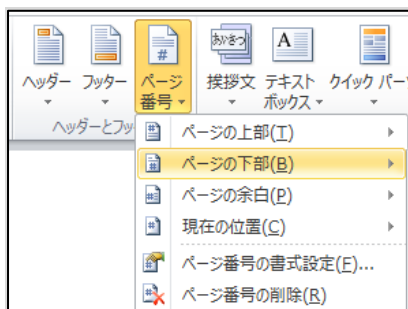 あいさつ A
#
ヘッダー フッター ページ 挨拶文 テキスト クイック パー
番号 ボックス
ヘッダーとフッ
ページの上部(T)
ページの下部(B)
ページの余白(P)
現在の位置(C)
ページ番号の書式設定(F)...
ページ番号の削除(R)